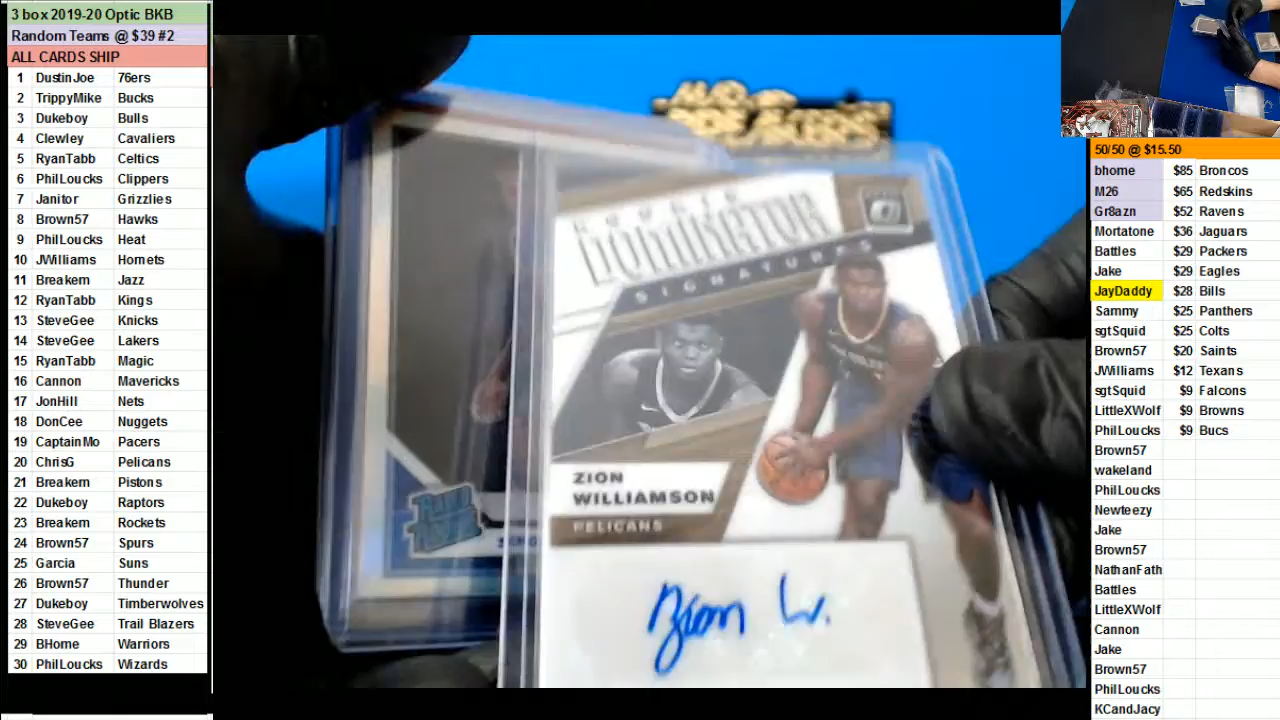 3 box 2019-20 Optic BKB
Random Teams @ $39 #2
ALL CARDS SHIP
1 DustinJoe 76ers
2 TrippyMike Bucks
3 Dukeboy Bulls
4 Clewley Cavaliers
5 RyanTabb Celtics
6 PhilLoucks Clippers
7 Janitor Grizzlies
8 Brown57 Hawks
9 PhilLoucks Heat
10 JWilliams Hornets
11 Breakem Jazz
12 RyanTabb Kings
13 SteveGee Knicks
14 SteveGee Lakers
15 RyanTabb Magic
16 Cannon Mavericks
17 JonHill Nets
18 DonCee Nuggets
19 CaptainMo Pacers
20 ChrisG Pelicans
21 Breakem Pistons
22 Dukeboy Raptors
23 Breakem Rockets
24 Brown57 Spurs
25 Garcia Suns
26 Brown57 Thunder
27 Dukeboy Timberwolves
28 SteveGee Trail Blazers
29 BHome Warriors
30 PhilLoucks Wizards
ROOKIE
DOMINATOR
SIGNATURES
ZION
WILLIAMSON
PELICANS
Zion W.
RATED
ROOKIE
50/50 @ $15.50
bhome $85 Broncos
M26 $65 Redskins
Gr8azn $52 Ravens
Mortatone $36 Jaguars
Battles $29 Packers
Jake $29 Eagles
JayDaddy $28 Bills
Sammy $25 Panthers
sgtSquid $25 Colts
Brown57 $20 Saints
JWilliams $12 Texans
sgtSquid $9 Falcons
LittleXWolf $9 Browns
PhilLoucks $9 Bucs
Brown57
wakeland
PhilLoucks
Newteezy
Jake
Brown57
NathanFath
Battles
LittleXWolf
Cannon
Jake
Brown57
PhilLoucks
KCandJacy